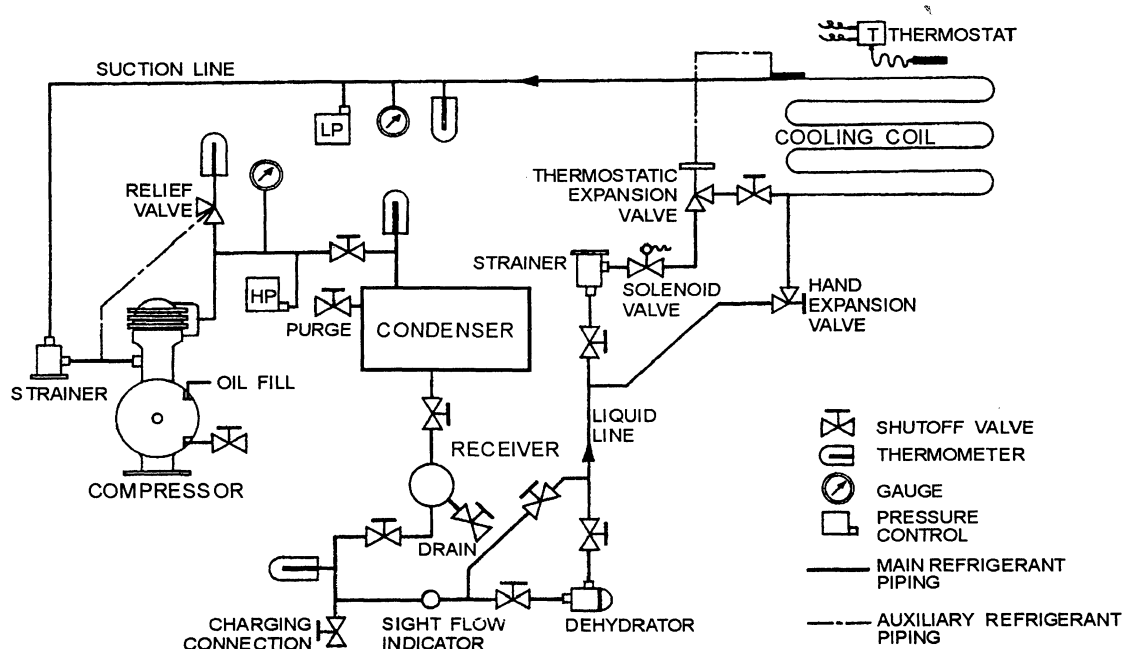 T THERMOSTAT
SUCTION LINE
LP
COOLING COIL
THERMOSTATIC
EXPANSION
VALVE
RELIEF
VALVE
STRAINER
SOLENOID
VALVE
HAND
EXPANSION
VALVE
HP
PURGE
CONDENSER
STRAINER
OIL FILL
COMPRESSOR
LIQUID
LINE
RECEIVER
DRAIN
CHARGING
CONNECTION
SIGHT FLOW
INDICATOR
DEHYDRATOR
SHUTOFF VALVE
THERMOMETER
GAUGE
PRESSURE
CONTROL
MAIN REFRIGERANT
PIPING
AUXILIARY REFRIGERANT
PIPING